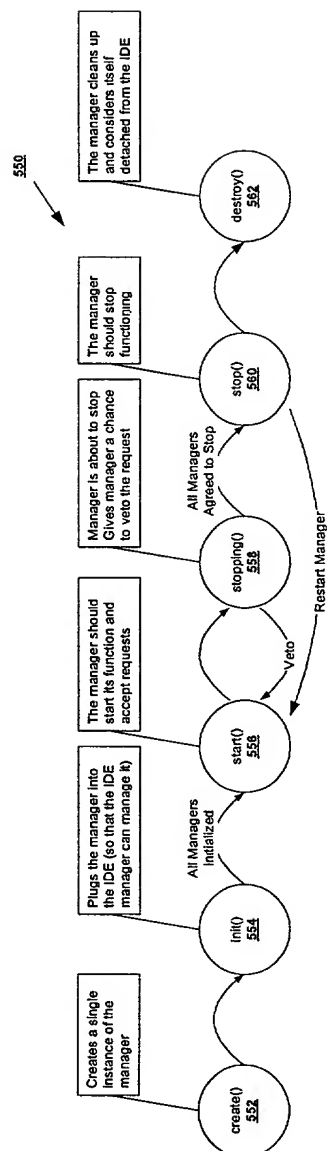 550
Creates a single
instance of the
manager
Plugs the manager into
the IDE (so that the IDE
manager can manage it)
The manager should
start its function and
accept requests
Manager is about to stop
Gives manager a chance
to veto the request
The manager
should stop
functioning
The manager cleans up
and considers itself
detached from the IDE
create()
552
init()
554
All Managers
Initialized
start()
556
Veto
stopping()
558
All Managers
Agreed to Stop
stop()
560
Restart Manager
destroy()
562